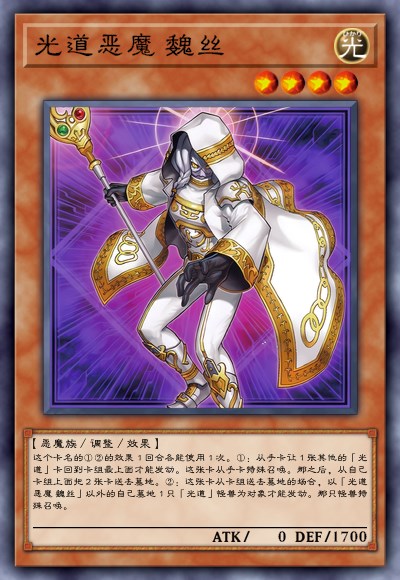 光道恶魔 魏丝
光
ひかり
【恶魔族／调整／效果】
这个卡名的①②的效果1回合各能使用1次。①：从手卡让1张其他的「光
道」卡回到卡组最上面才能发动。这张卡从手卡特殊召唤。那之后，从自己
卡组上面把2张卡送去墓地。②：这张卡从卡组送去墓地的场合，以「光道
恶魔 魏丝」以外的自己墓地1只「光道」怪兽为对象才能发动。那只怪兽特
殊召唤。
ATK/ 0 DEF/1700